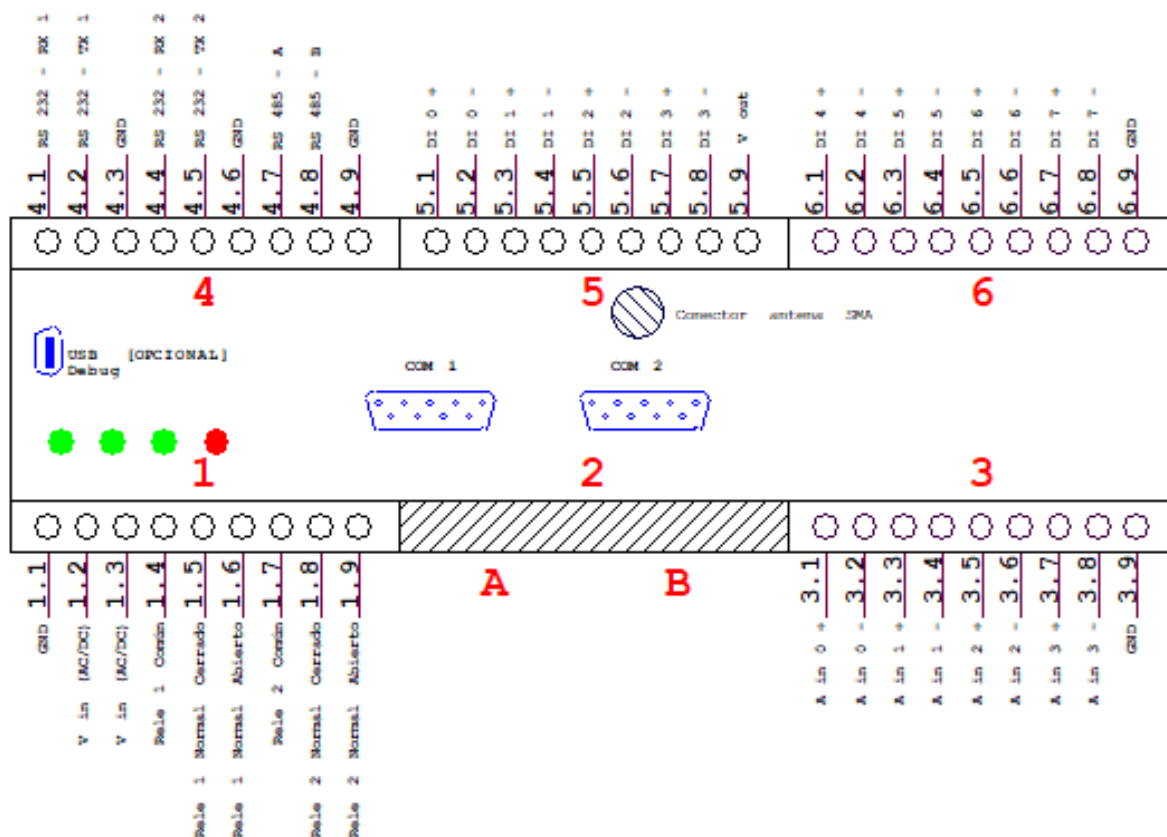 RS 232 - RX 1
RS 232 - TX 1
GND
RS 232 - RX 2
RS 232 - TX 2
GND
RS 485 - A
RS 485 - B
GND
DI 0 +
DI 0 -
DI 1 +
DI 1 -
DI 2 +
DI 2 -
DI 3 +
DI 3 -
V out
DI 4 +
DI 4 -
DI 5 +
DI 5 -
DI 6 +
DI 6 -
DI 7 +
DI 7 -
GND
4.1
4.2
4.3
4.4
4.5
4.6
4.7
4.8
4.9
5.1
5.2
5.3
5.4
5.5
5.6
5.7
5.8
5.9
6.1
6.2
6.3
6.4
6.5
6.6
6.7
6.8
6.9
4
5
6
Conector antena SMA
USB [OPCIONAL]
Debug
COM 1
COM 2
1
2
3
A
B
1.1
1.2
1.3
1.4
1.5
1.6
1.7
1.8
1.9
3.1
3.2
3.3
3.4
3.5
3.6
3.7
3.8
3.9
GND
V in (AC/DC)
V in (AC/DC)
Rele 1 Común
Rele 1 Normal Cerrado
Rele 1 Normal Abierto
Rele 2 Común
Rele 2 Normal Cerrado
Rele 2 Normal Abierto
A in 0 +
A in 0 -
A in 1 +
A in 1 -
A in 2 +
A in 2 -
A in 3 +
A in 3 -
GND